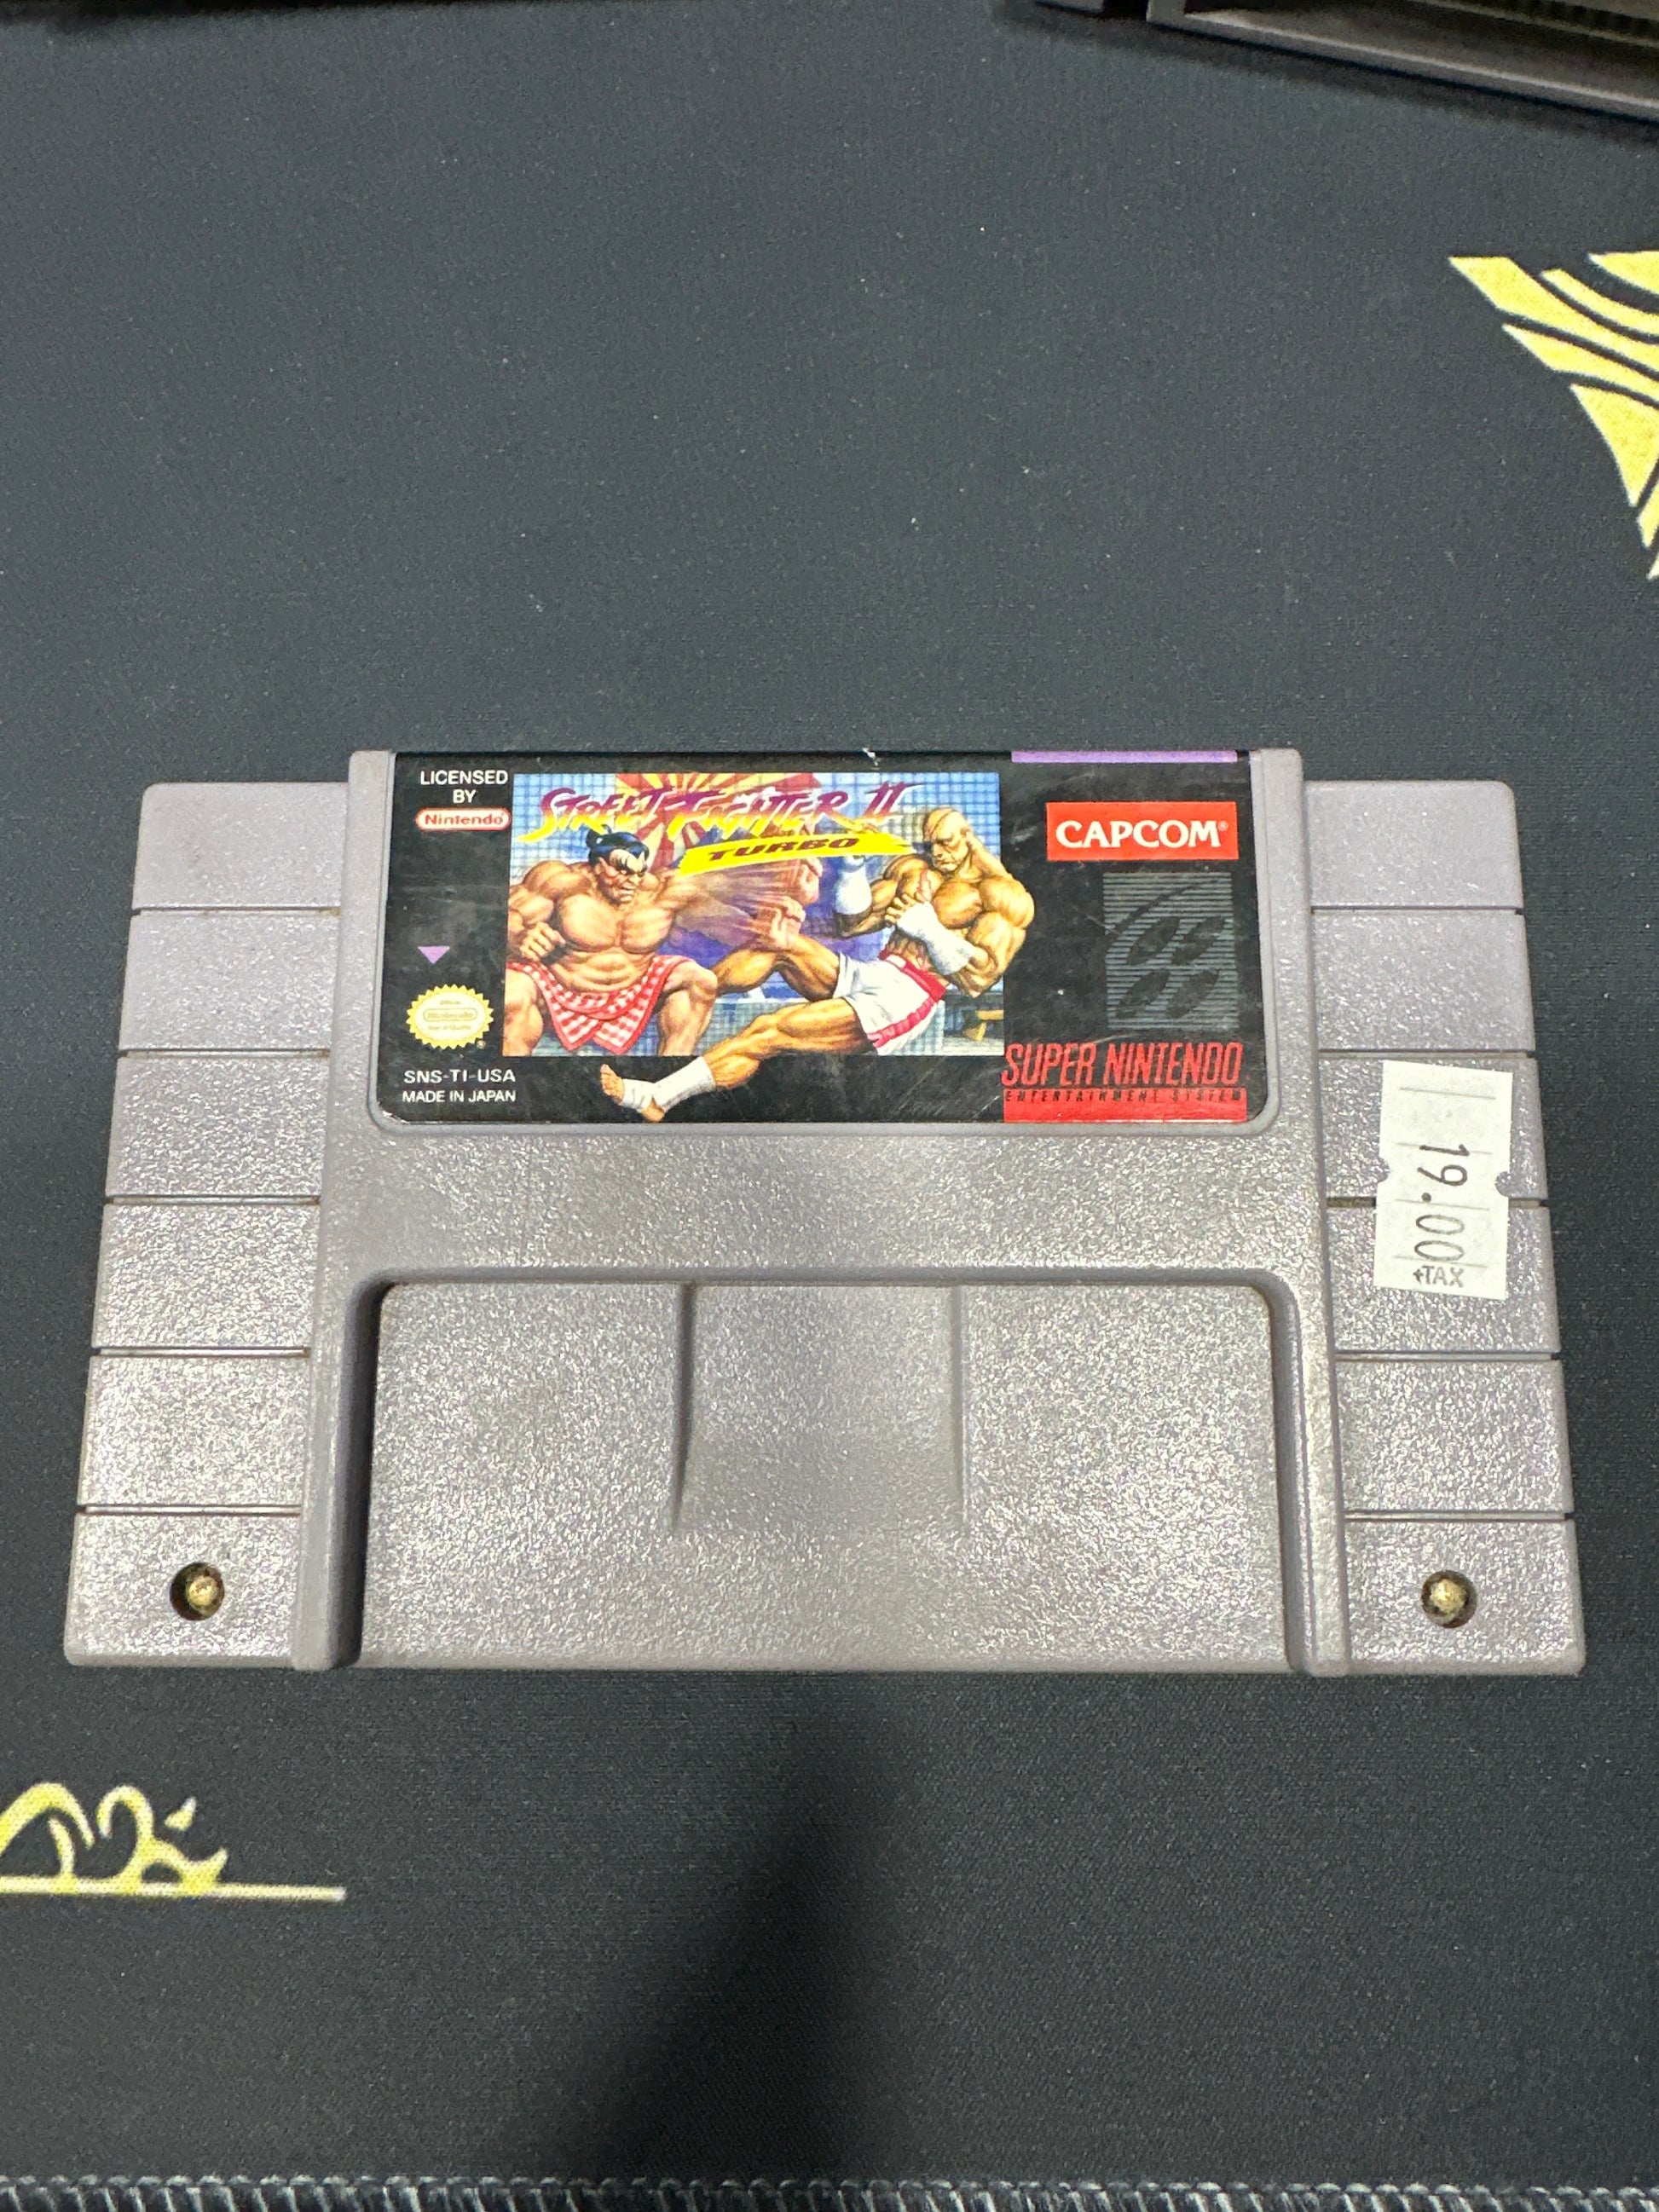 LICENSED
BY
Nintendo
STREET FIGHTER II
TURBO
CAPCOM®
Nintendo
SNS-TI-USA
MADE IN JAPAN
SUPER NINTENDO
ENTERTAINMENT SYSTEM
19.00
+TAX